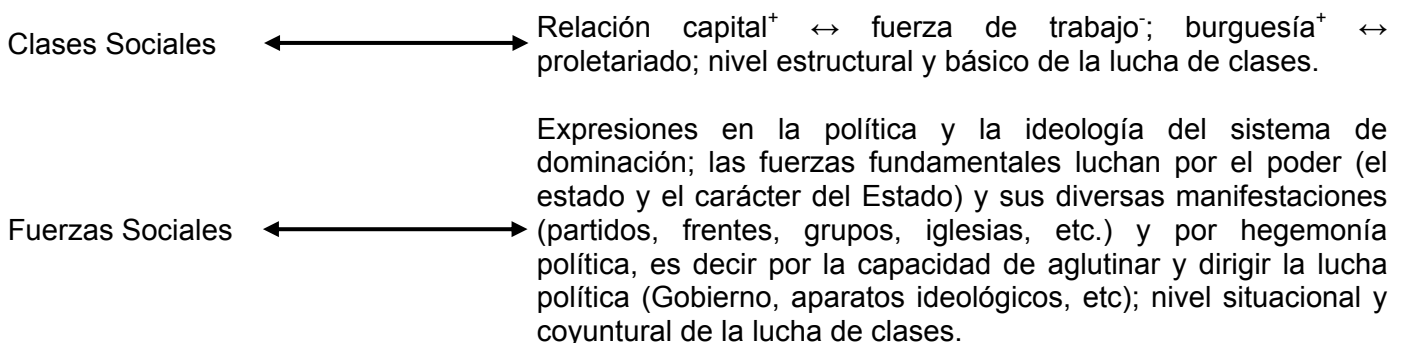 Clases Sociales
Relación capital⁺ ↔ fuerza de trabajo⁻; burguesía⁺ ↔
proletariado; nivel estructural y básico de la lucha de clases.
Fuerzas Sociales
Expresiones en la política y la ideología del sistema de
dominación; las fuerzas fundamentales luchan por el poder (el
estado y el carácter del Estado) y sus diversas manifestaciones
(partidos, frentes, grupos, iglesias, etc.) y por hegemonía
política, es decir por la capacidad de aglutinar y dirigir la lucha
política (Gobierno, aparatos ideológicos, etc); nivel situacional y
coyuntural de la lucha de clases.